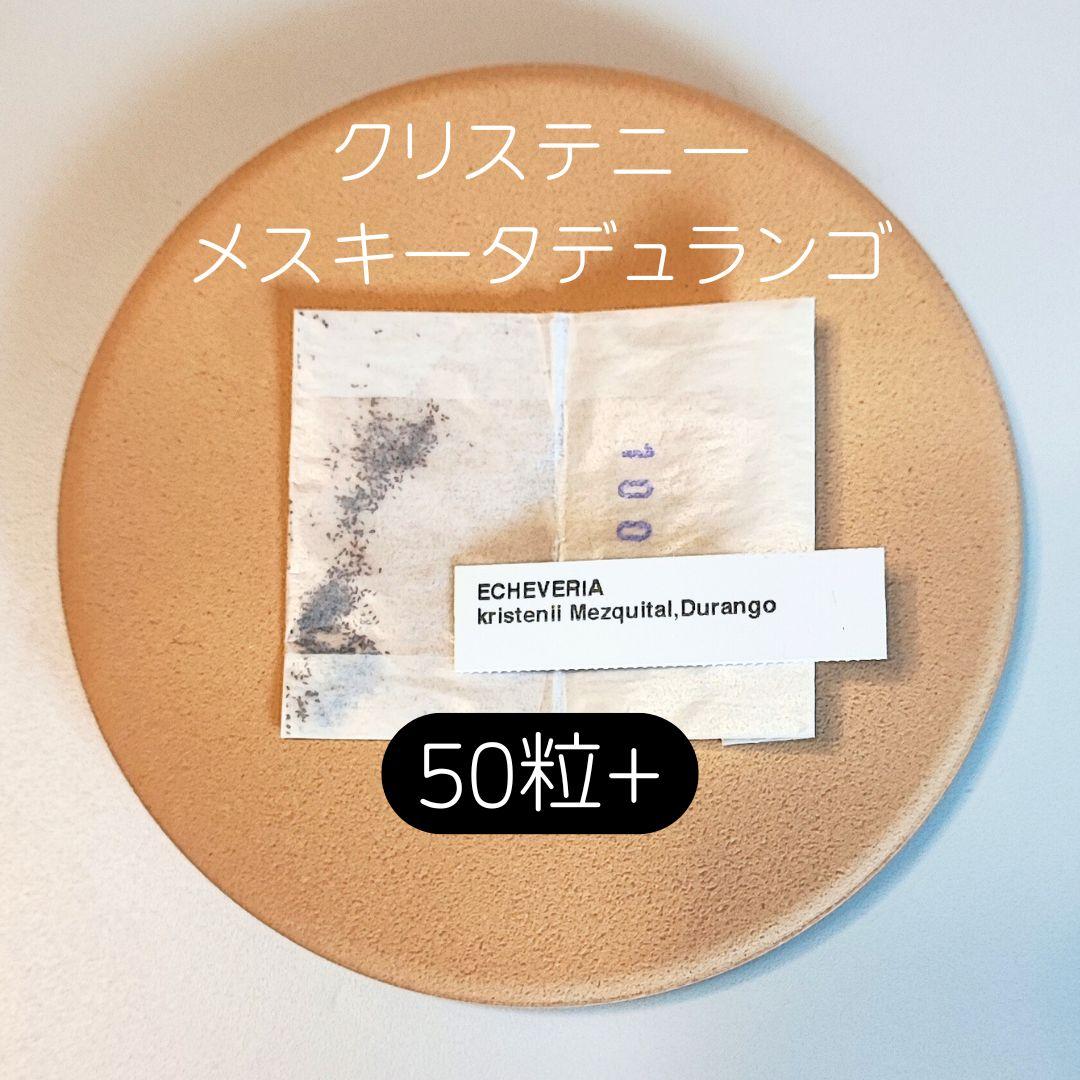 クリステニー
メスキータデュランゴ
100
ECHEVERIA
kristenii Mezquital,Durango
50粒+